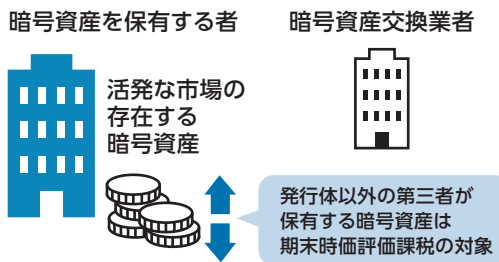 暗号資産を保有する者
暗号資産交換業者
活発な市場の
存在する
暗号資産
発行体以外の第三者が
保有する暗号資産は
期末時価評価課税の対象